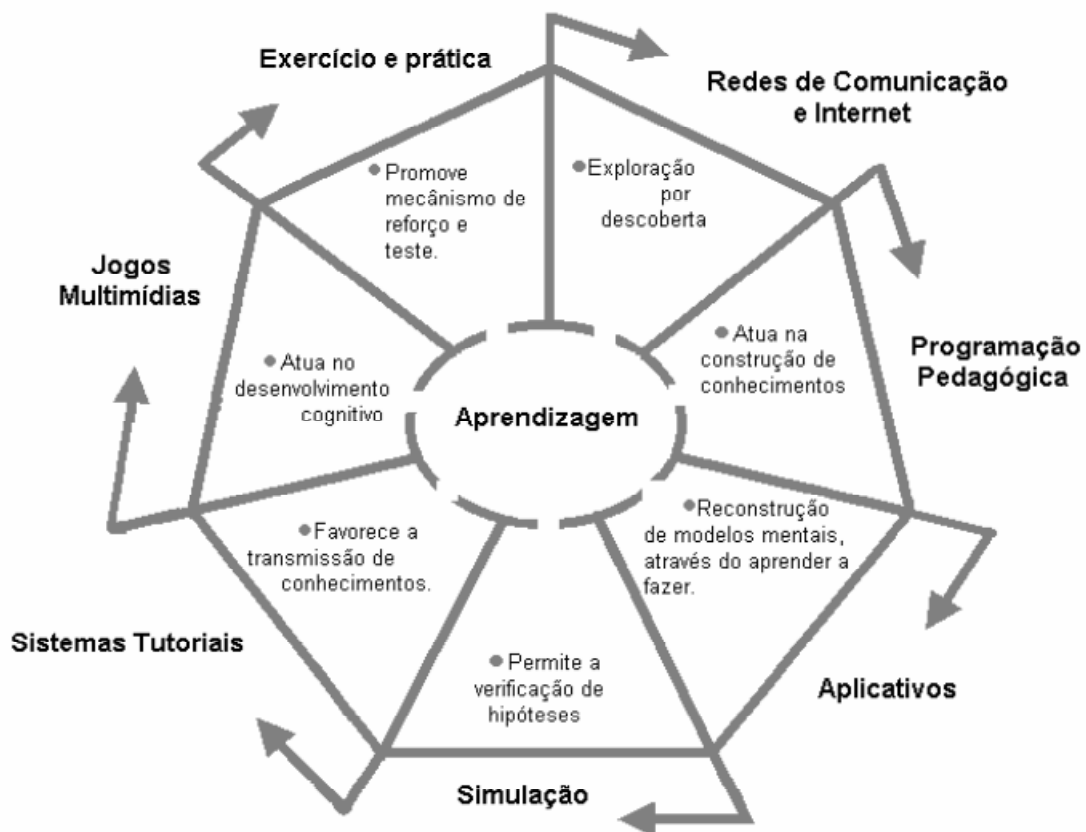 Exercício e prática
Redes de Comunicação
e Internet
● Promove
mecânismo de
reforço e
teste.
● Exploração
por
descoberta
Jogos
Multimídias
● Atua no
desenvolvimento
cognitivo
● Atua na
construção de
conhecimentos
Programação
Pedagógica
Aprendizagem
● Favorece a
transmissão de
conhecimentos.
● Reconstrução
de modelos mentais,
através do aprender a
fazer.
Sistemas Tutoriais
● Permite a
verificação de
hipóteses
Aplicativos
Simulação